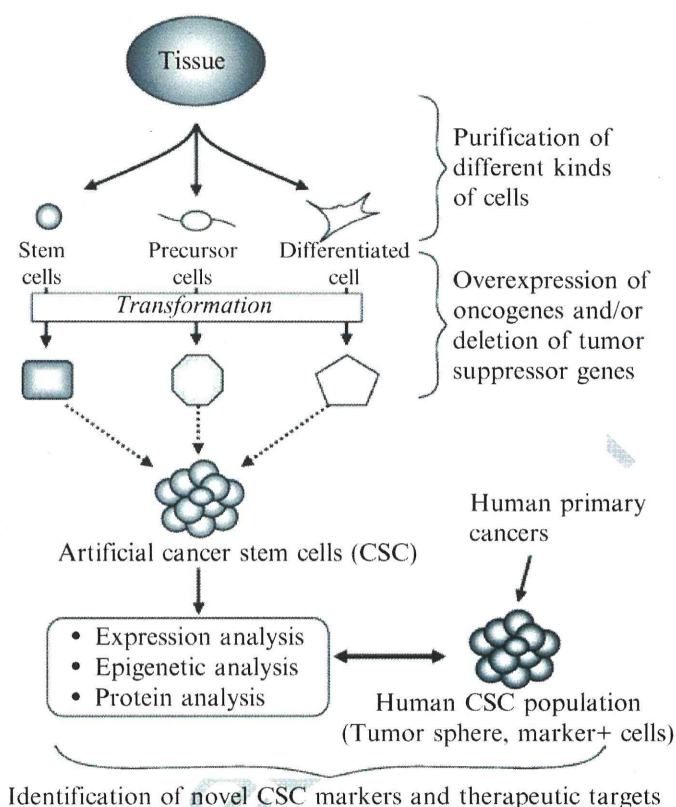 Tissue
Purification of
different kinds
of cells
Stem
cells
Precursor
cells
Differentiated
cell
Transformation
Overexpression of
oncogenes and/or
deletion of tumor
suppressor genes
Artificial cancer stem cells (CSC)
Human primary
cancers
• Expression analysis
• Epigenetic analysis
• Protein analysis
Human CSC population
(Tumor sphere, marker+ cells)
Identification of novel CSC markers and therapeutic targets